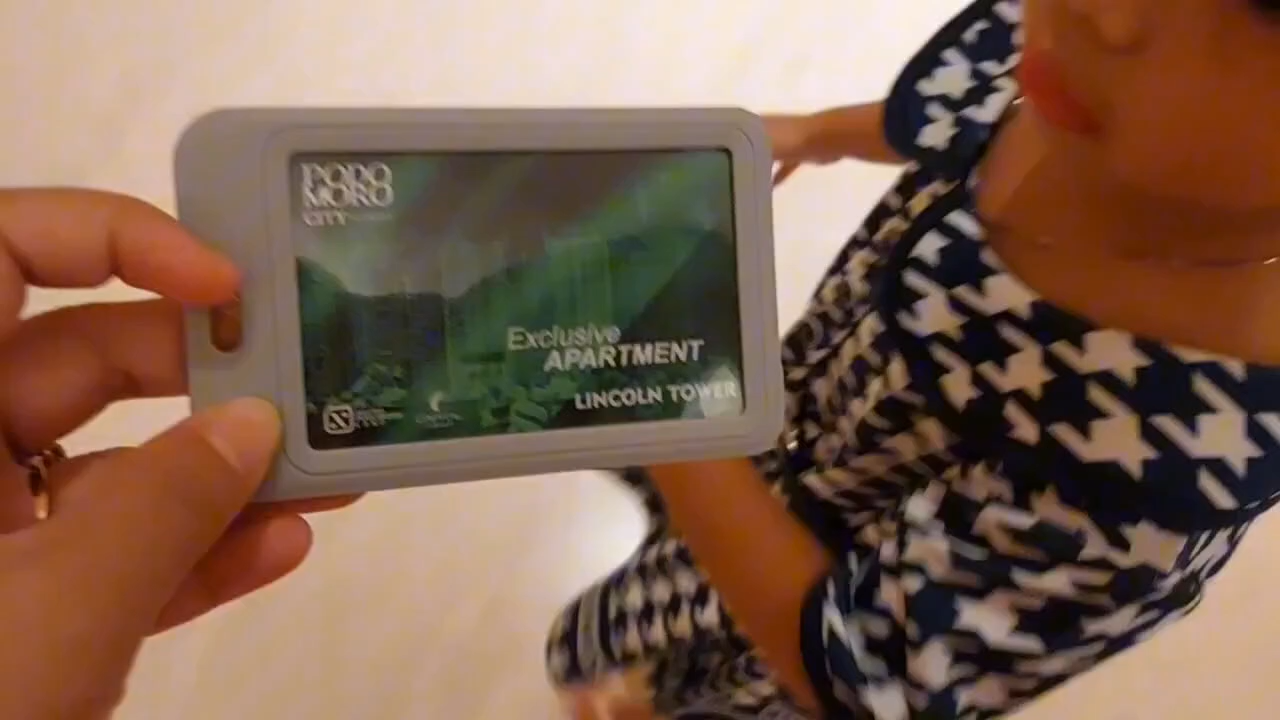 PODO
MORO
CITY
Exclusive
APARTMENT
LINCOLN TOWER